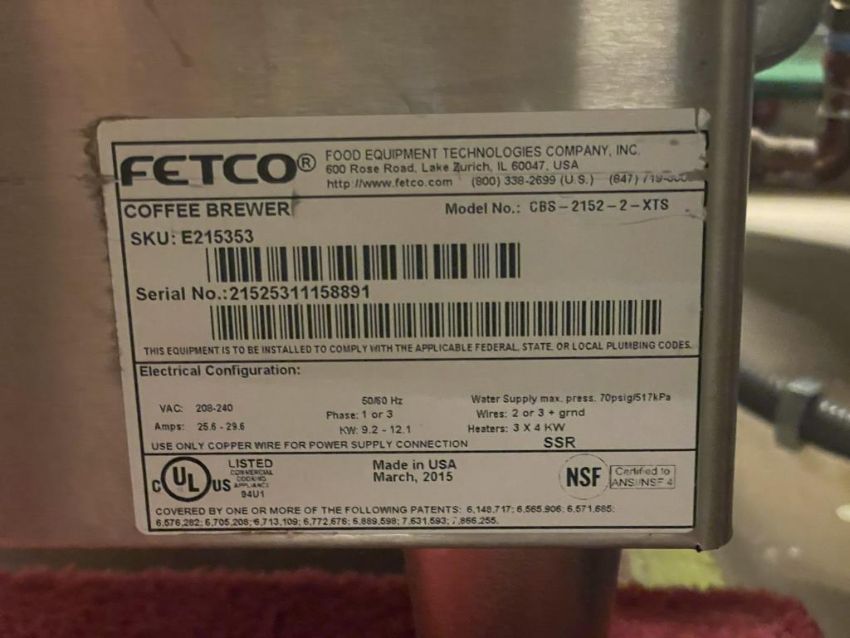 FETCO® FOOD EQUIPMENT TECHNOLOGIES COMPANY, INC.
600 Rose Road, Lake Zurich, IL 60047, USA
http://www.fetco.com (800) 338-2699 (U.S.) (847)
COFFEE BREWER Model No.: CBS-2152-2-XTS
SKU: E215353
Serial No.:21525311158891
THIS EQUIPMENT IS TO BE INSTALLED TO COMPLY WITH THE APPLICABLE FEDERAL, STATE, OR LOCAL PLUMBING CODES.
Electrical Configuration:
50/60 Hz Water Supply max. press. 70psig/517kPa
VAC: 208-240 Phase: 1 or 3 Wires: 2 or 3 + grnd
Amps: 25.6 - 29.6 KW: 9.2 - 12.1 Heaters: 3 X 4 KW
USE ONLY COPPER WIRE FOR POWER SUPPLY CONNECTION SSR
C UL US
LISTED
COMMERCIAL
COOKING
APPLIANCE
94U1
Made in USA
March, 2015
NSF
Certified to
ANSI/NSF 4
COVERED BY ONE OR MORE OF THE FOLLOWING PATENTS: 6,148,717; 6,565,906; 6,571,685;
6,576,282; 6,705,208; 6,713,109; 6,772,676; 6,889,598; 7,631,593; 7,866,255.